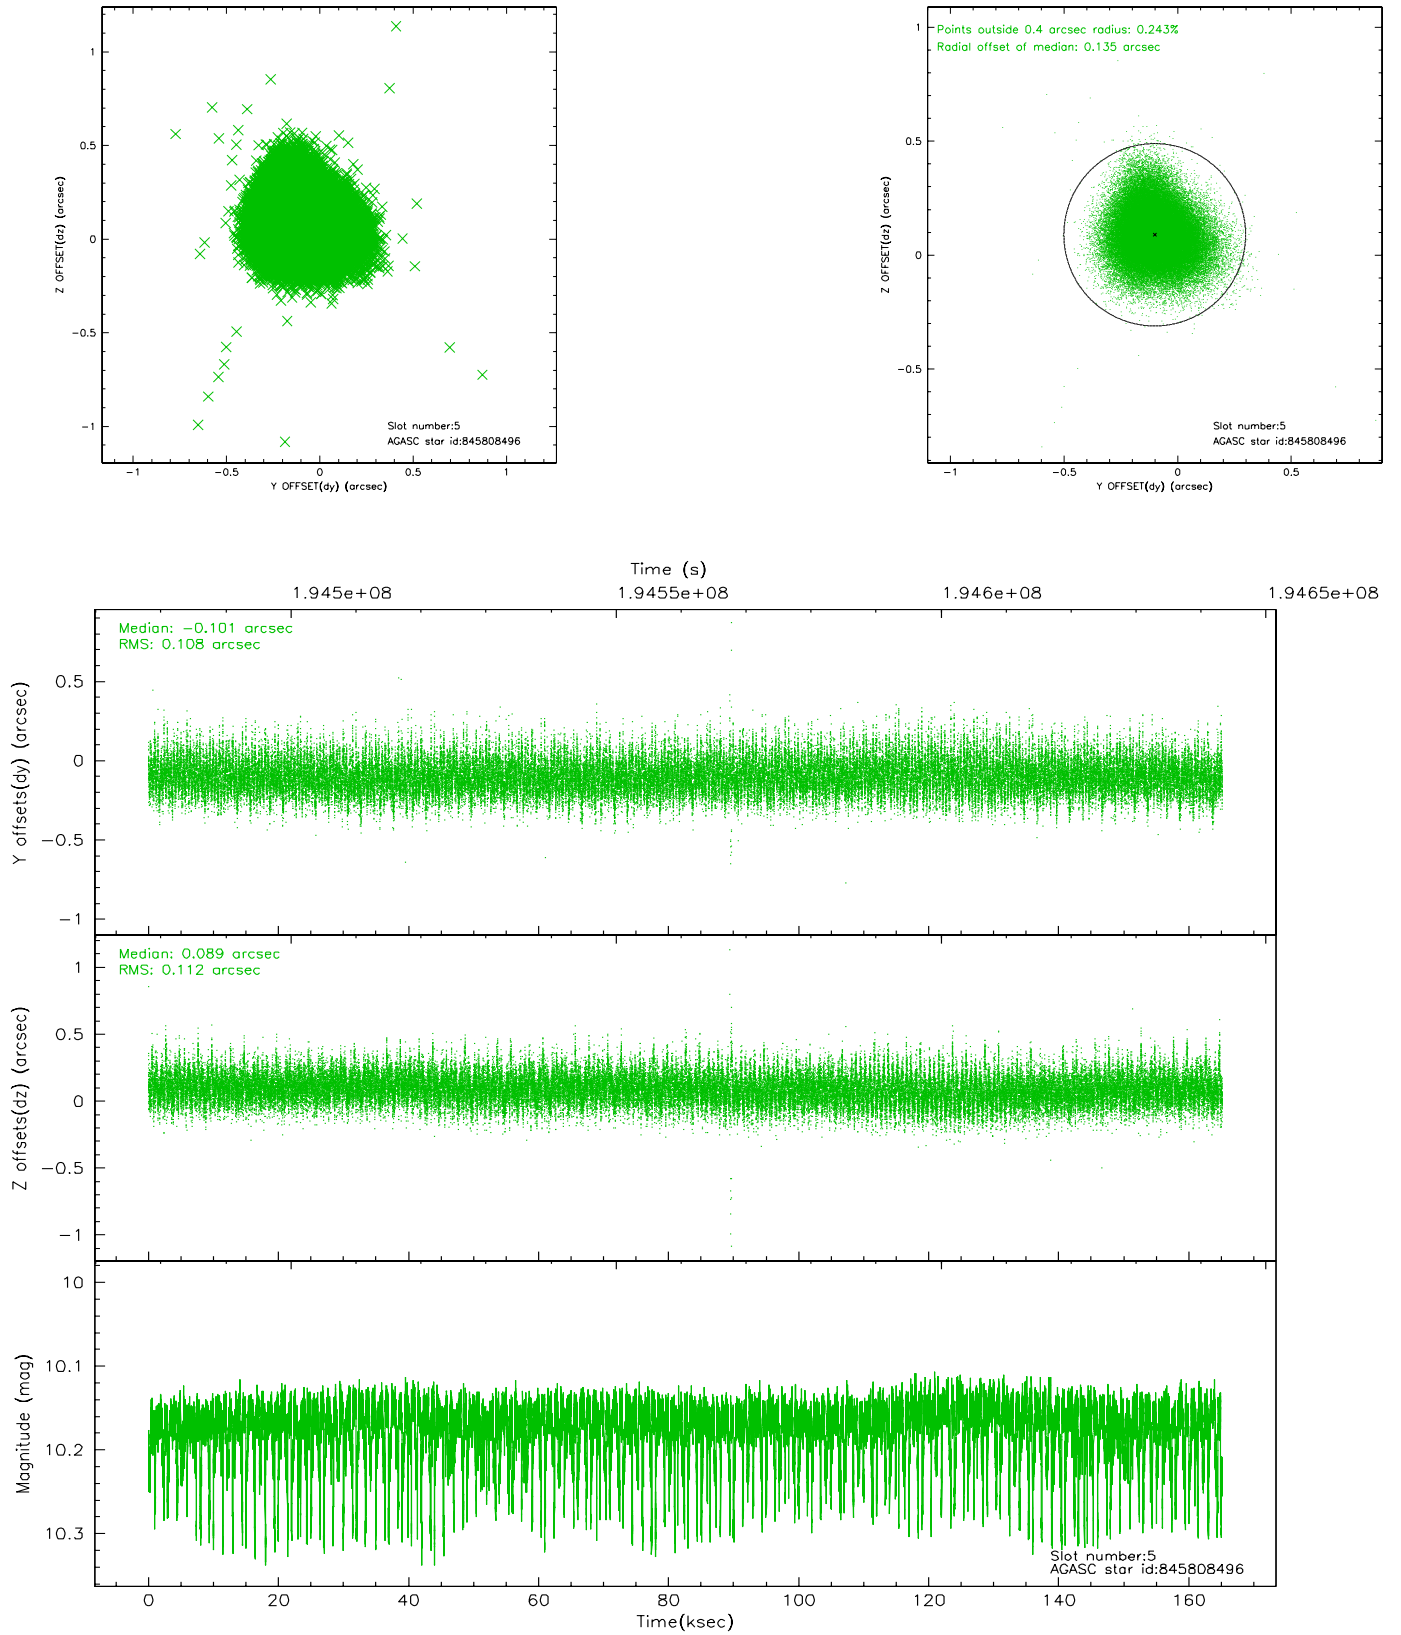 1
0.5
0
−0.5
−1
Z OFFSET(dz) (arcsec)
Slot number:5
AGASC star id:845808496
−1
−0.5
0
0.5
1
Y OFFSET(dy) (arcsec)
Points outside 0.4 arcsec radius: 0.243%
Radial offset of median: 0.135 arcsec
1
0.5
0
−0.5
Z OFFSET(dz) (arcsec)
Slot number:5
AGASC star id:845808496
−1
−0.5
0
0.5
Y OFFSET(dy) (arcsec)
Time (s)
1.945e+08
1.9455e+08
1.946e+08
1.9465e+08
Median: −0.101 arcsec
RMS: 0.108 arcsec
0.5
0
−0.5
−1
Y offsets(dy) (arcsec)
Median: 0.089 arcsec
RMS: 0.112 arcsec
1
0.5
0
−0.5
−1
Z offsets(dz) (arcsec)
10
10.1
10.2
10.3
Magnitude (mag)
Slot number:5
AGASC star id:845808496
0
20
40
60
80
100
120
140
160
Time(ksec)